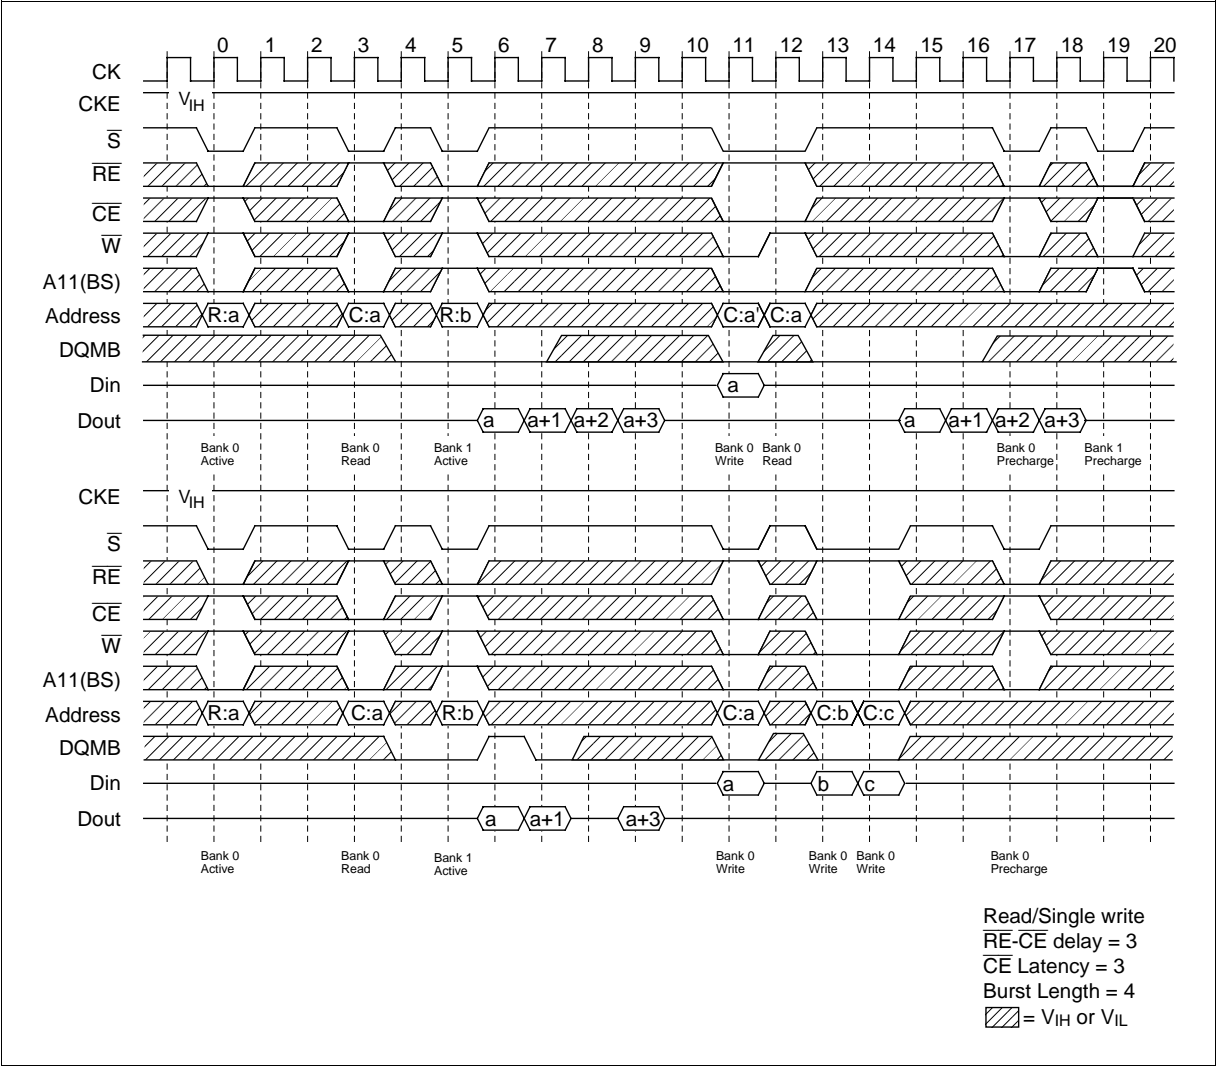 0 1 2 3 4 5 6 7 8 9 10 11 12 13 14 15 16 17 18 19 20
CK
CKE VIH
S
RE
CE
W
A11(BS)
Address R:a C:a R:b C:a' C:a
DQMB
Din a
Dout a a+1 a+2 a+3 a a+1 a+2 a+3
Bank 0 Bank 0 Bank 1 Bank 0 Bank 0 Bank 0 Bank 1
Active Read Active Write Read Precharge Precharge
CKE VIH
S
RE
CE
W
A11(BS)
Address R:a C:a R:b C:a C:b C:c
DQMB
Din a b c
Dout a a+1 a+3
Bank 0 Bank 0 Bank 1 Bank 0 Bank 0 Bank 0 Bank 0
Active Read Active Write Write Write Precharge
Read/Single write
RE-CE delay = 3
CE Latency = 3
Burst Length = 4
= VIH or VIL